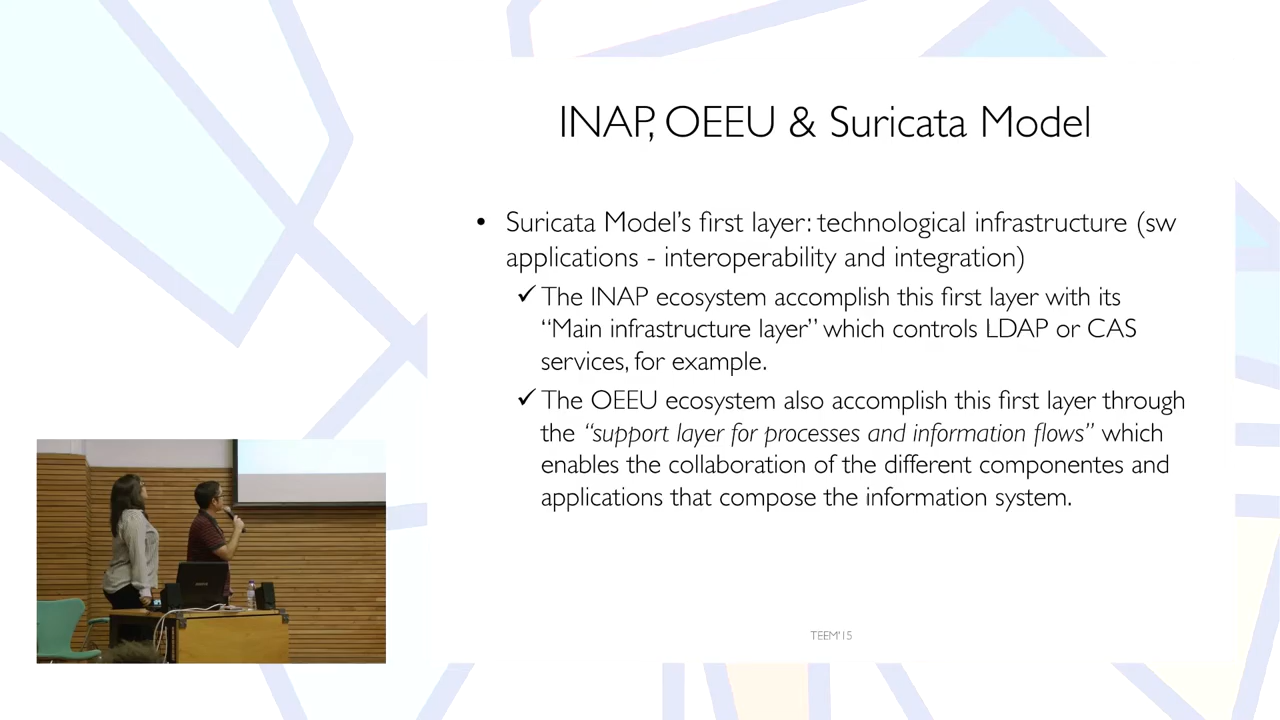 INAP, OEEU & Suricata Model
• Suricata Model's first layer: technological infrastructure (sw
applications - interoperability and integration)
✓ The INAP ecosystem accomplish this first layer with its
“Main infrastructure layer” which controls LDAP or CAS
services, for example.
✓ The OEEU ecosystem also accomplish this first layer through
the “support layer for processes and information flows” which
enables the collaboration of the different componentes and
applications that compose the information system.
TEEM'15